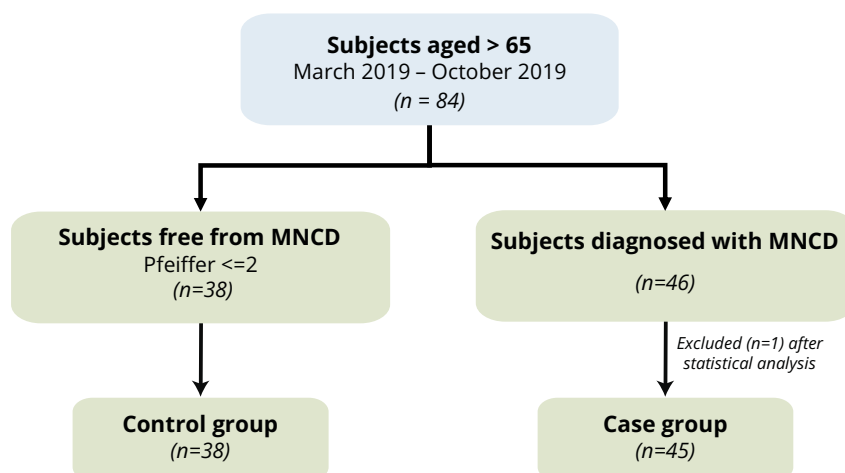 Subjects aged > 65
March 2019 – October 2019
(n = 84)
Subjects free from MNCD
Pfeiffer <=2
(n=38)
Subjects diagnosed with MNCD
(n=46)
Excluded (n=1) after
statistical analysis
Control group
(n=38)
Case group
(n=45)